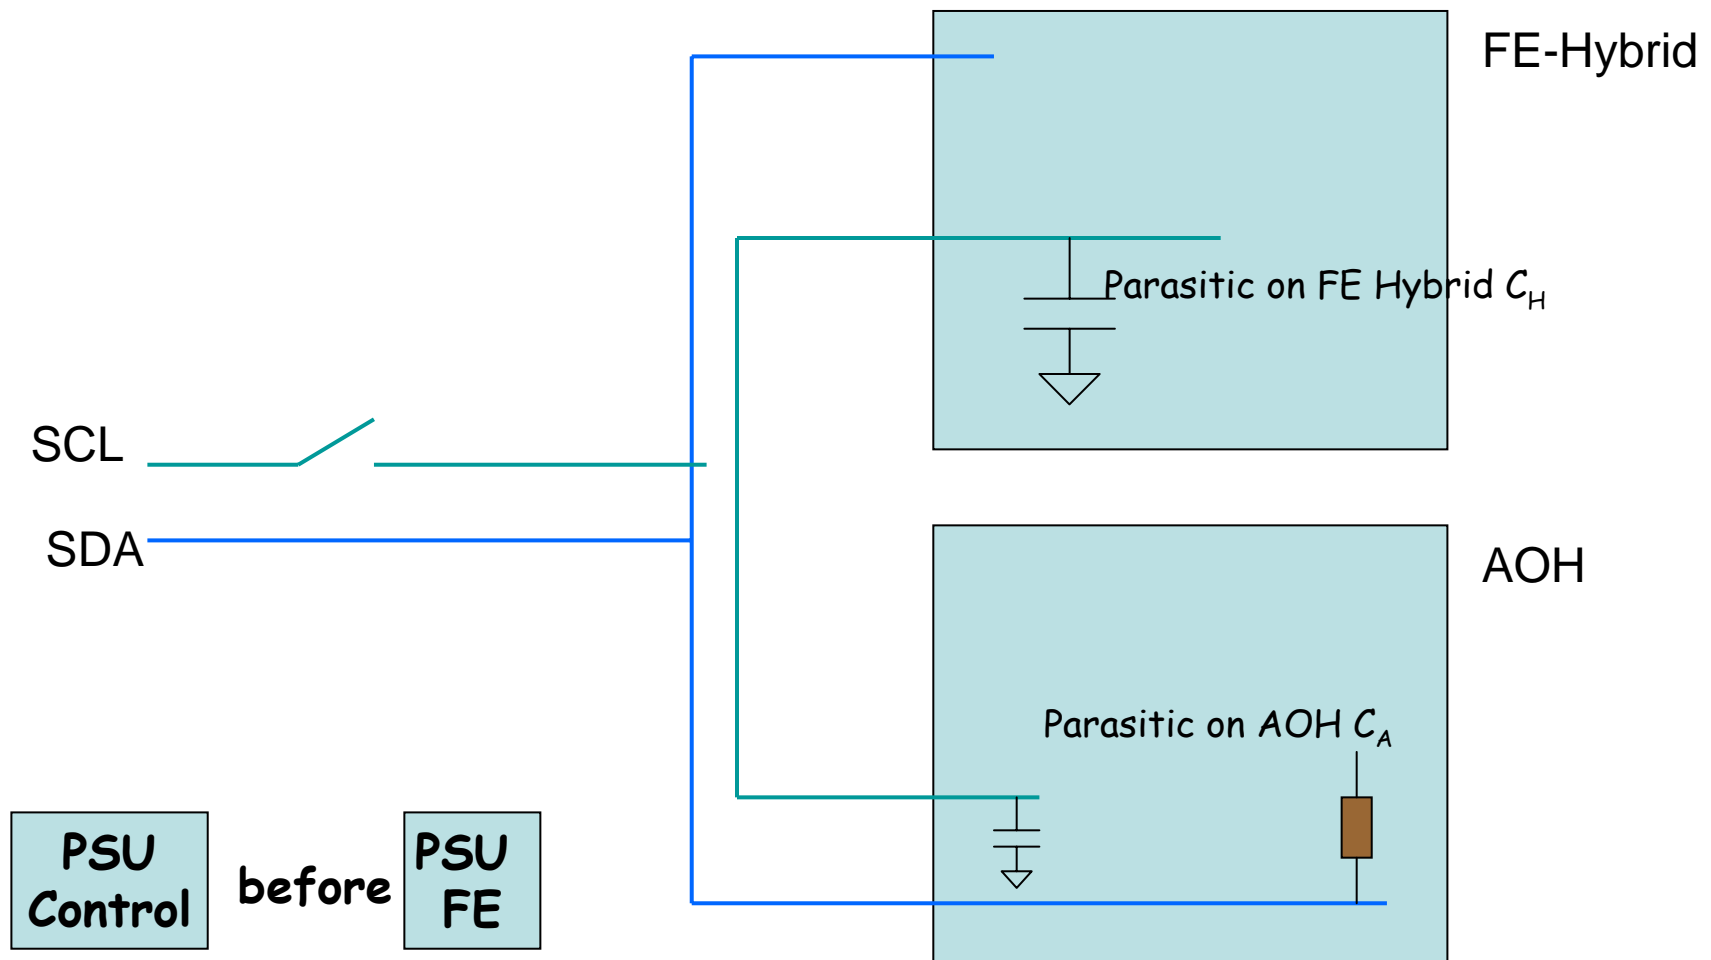 FE-Hybrid
Parasitic on FE Hybrid C_H
SCL
SDA
AOH
Parasitic on AOH C_A
PSU
Control
before
PSU
FE